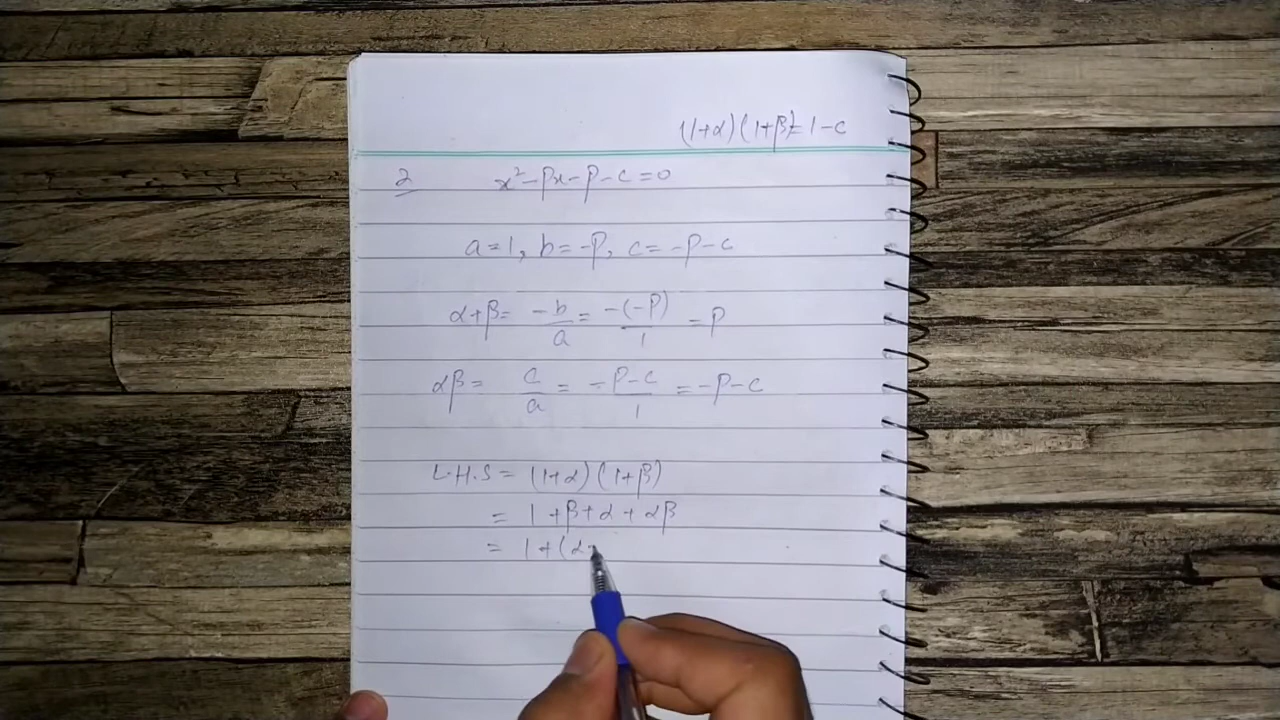 (1+α)(1+β)=1-c
2 x²-px-p-c=0
a=1, b=-p, c=-p-c
α+β= -b/a = -(-p)/1 = p
αβ= c/a = -p-c/1 = -p-c
L.H.S = (1+α)(1+β)
= 1+β+α+αβ
= 1+(α+